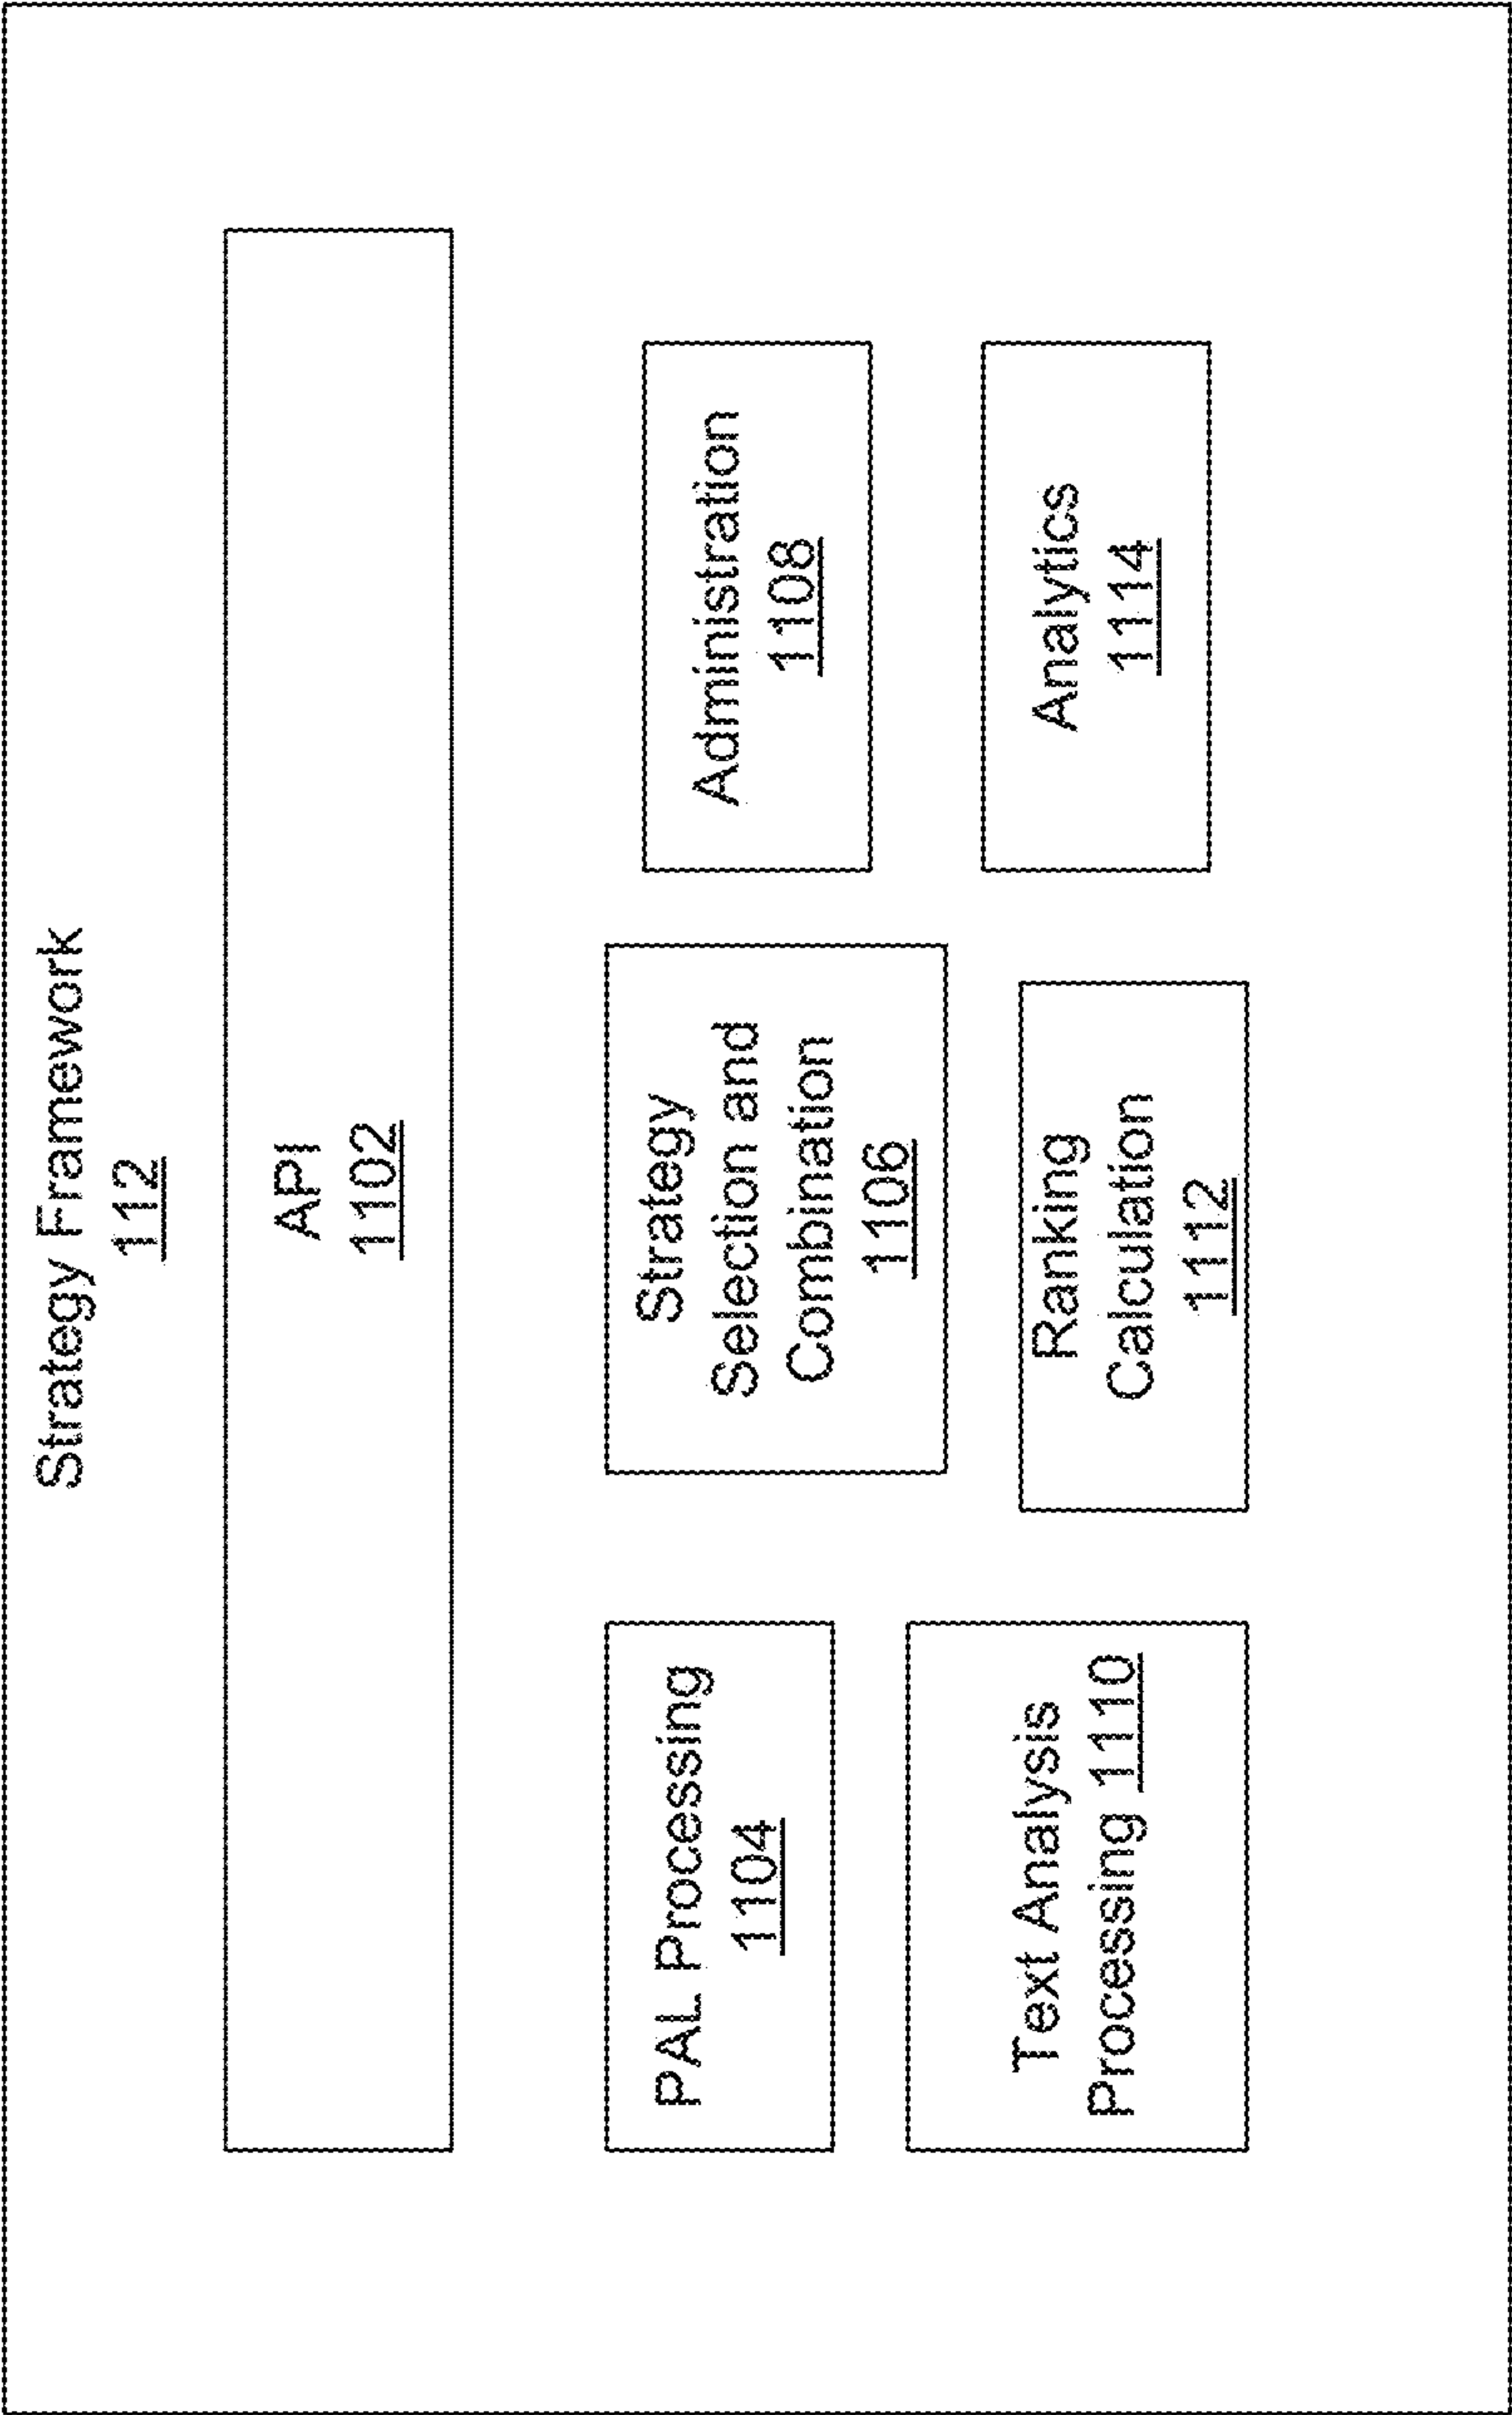 Strategy Framework
112
API
1102
PAL Processing
1104
Strategy
Selection and
Combination
1106
Administration
1108
Text Analysis
Processing 1110
Ranking
Calculation
1112
Analytics
1114